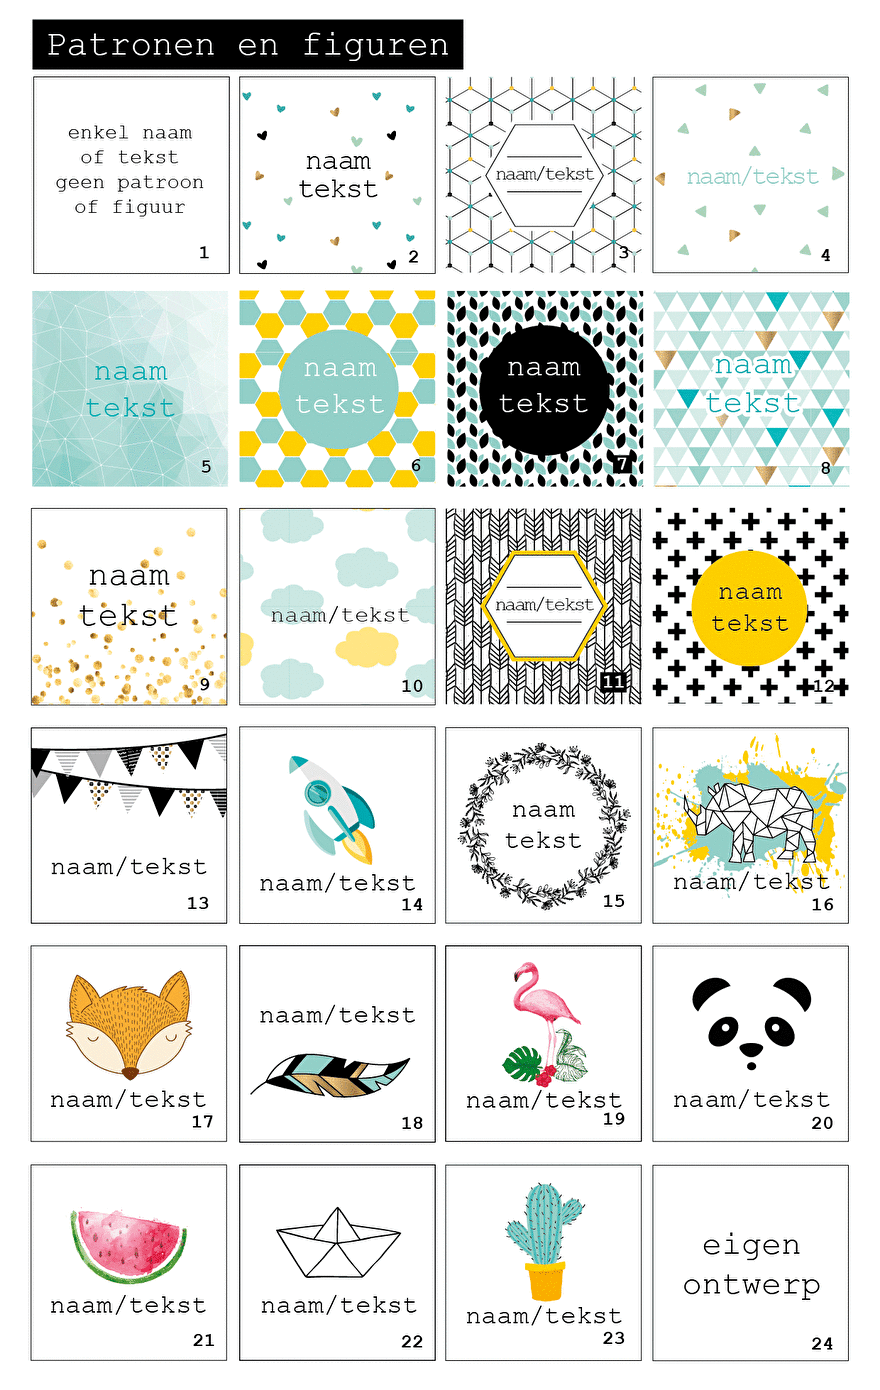 Patronen en figuren
enkel naam
of tekst
geen patroon
of figuur
1
naam
tekst
2
naam/tekst
3
naam/tekst
4
naam
tekst
5
naam
tekst
6
naam
tekst
7
naam
tekst
8
naam
tekst
9
naam/tekst
10
naam/tekst
11
naam
tekst
12
naam/tekst
13
naam/tekst
14
naam
tekst
15
naam/tekst
16
naam/tekst
17
naam/tekst
18
naam/tekst
19
naam/tekst
20
naam/tekst
21
naam/tekst
22
naam/tekst
23
eigen
ontwerp
24